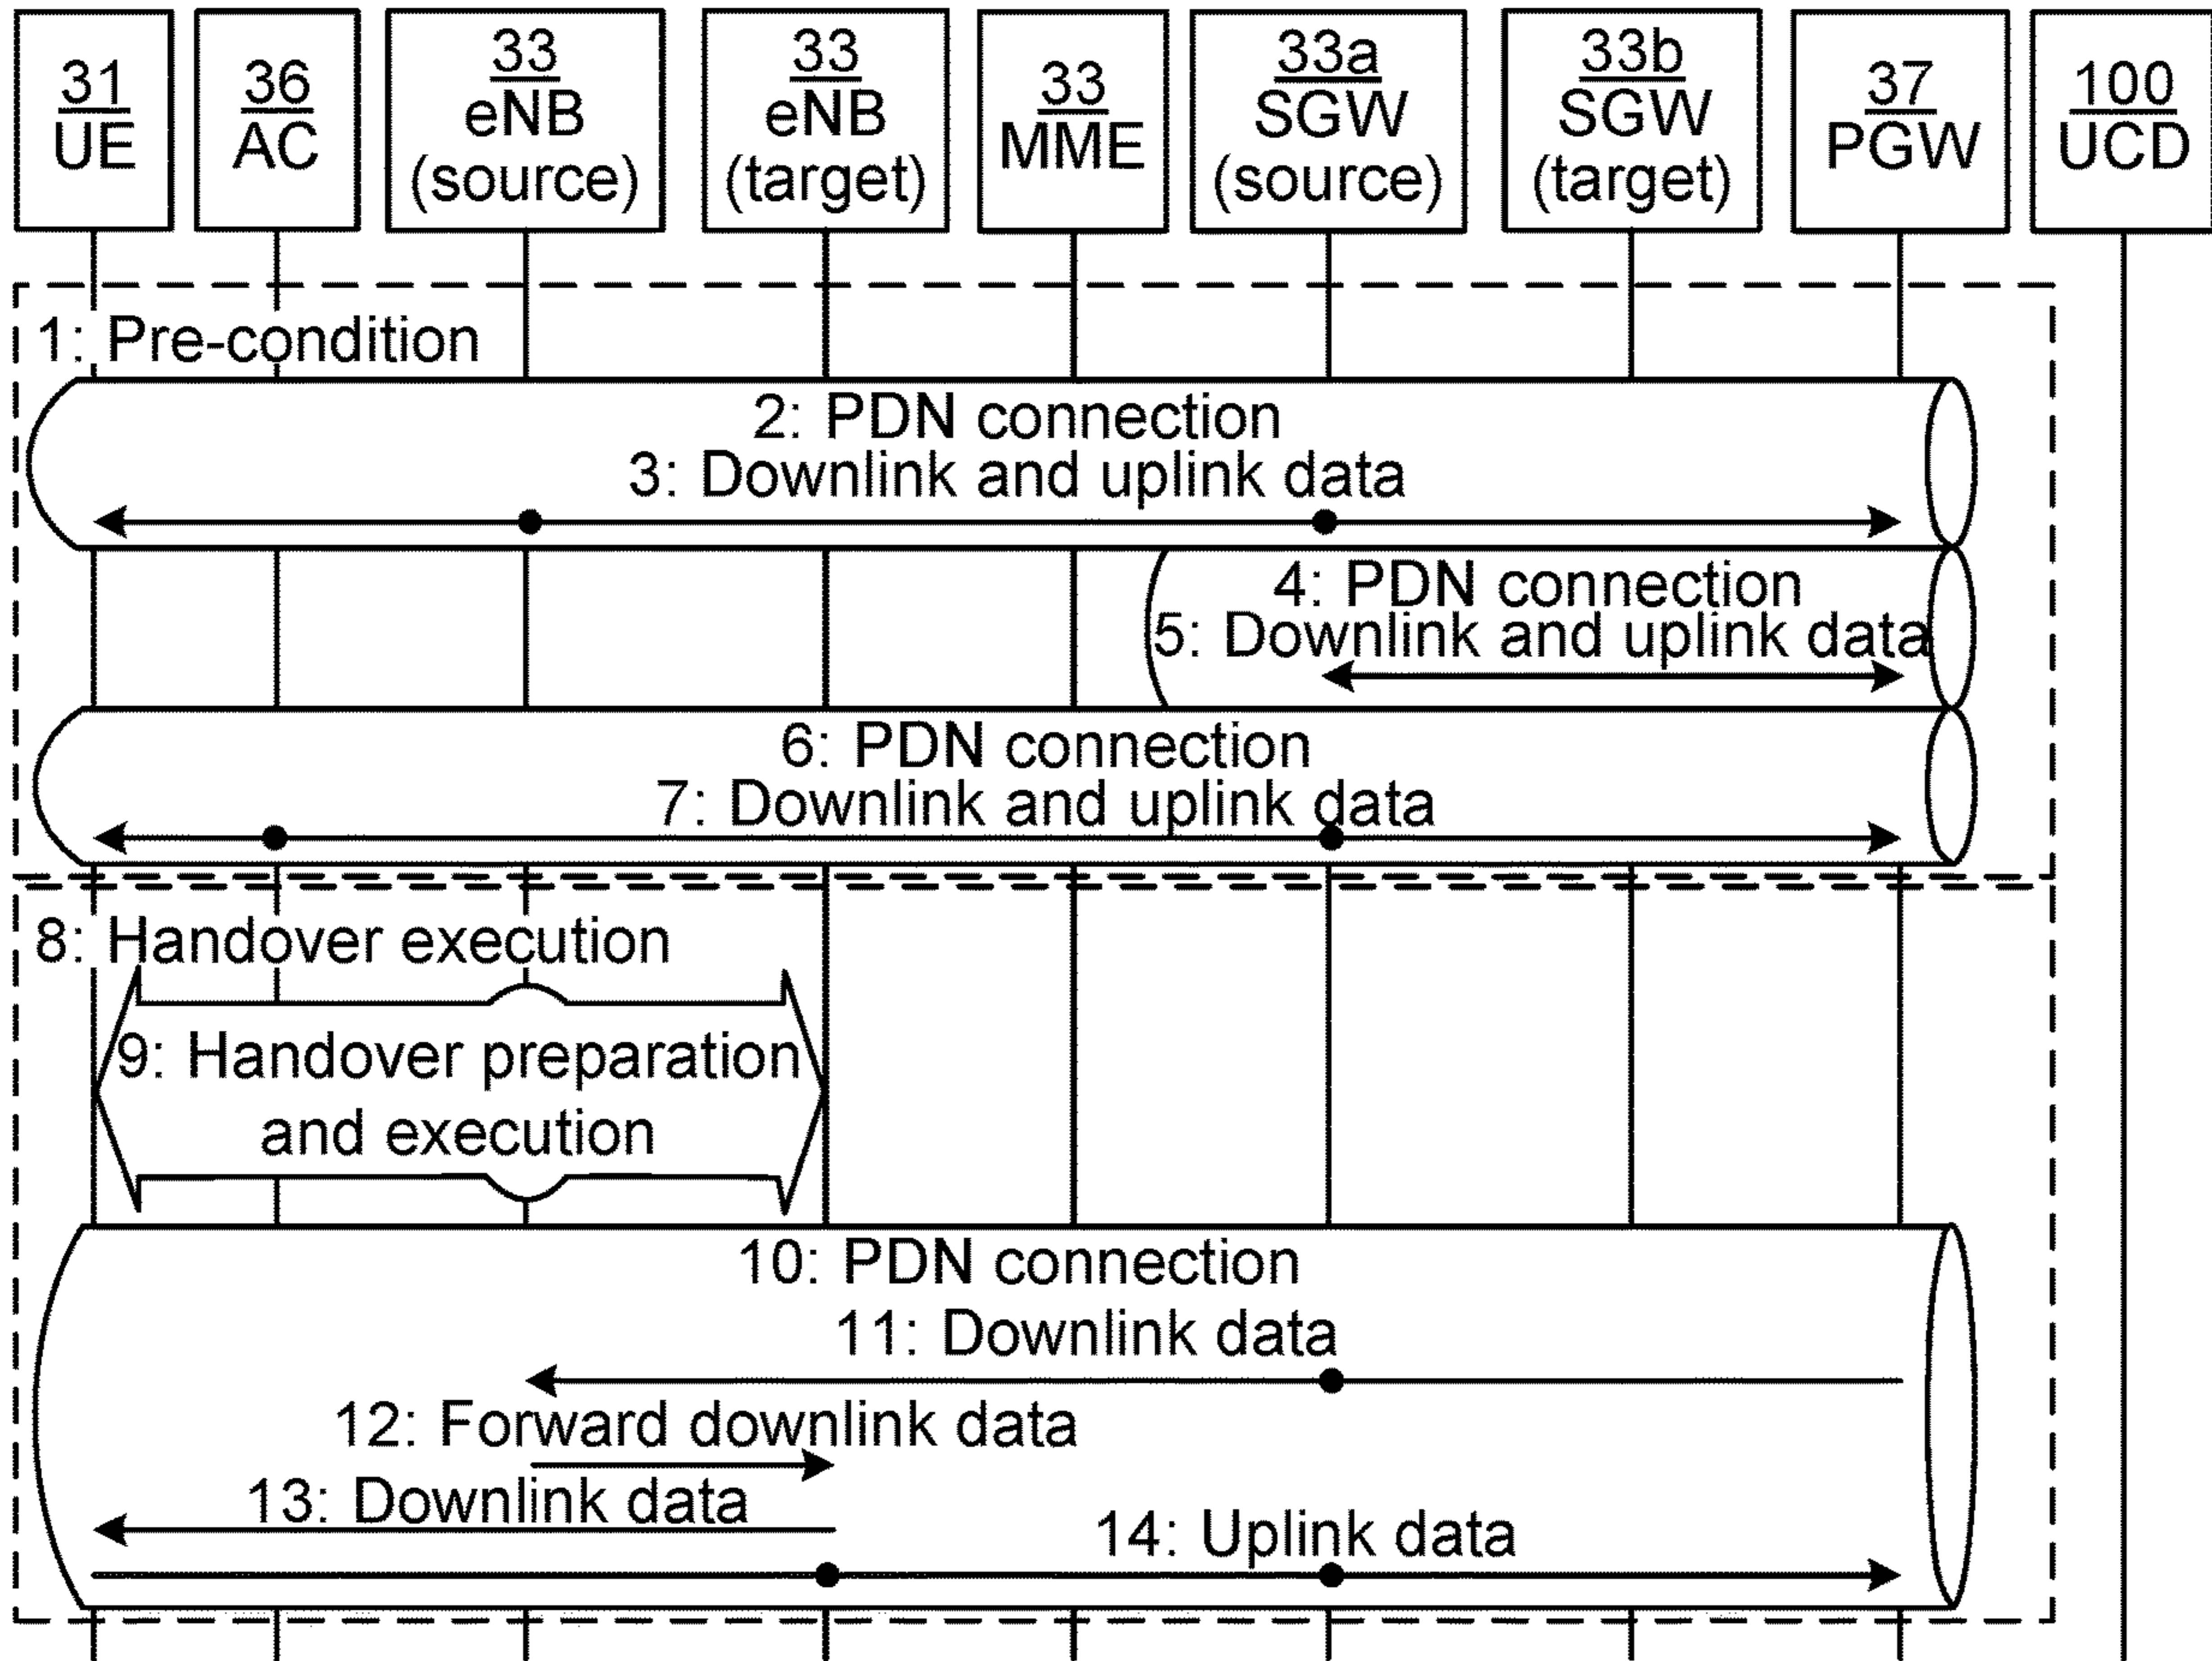 31
UE
36
AC
33
eNB
(source)
33
eNB
(target)
33
MME
33a
SGW
(source)
33b
SGW
(target)
37
PGW
100
UCD
1: Pre-condition
2: PDN connection
3: Downlink and uplink data
4: PDN connection
5: Downlink and uplink data
6: PDN connection
7: Downlink and uplink data
8: Handover execution
9: Handover preparation
and execution
10: PDN connection
11: Downlink data
12: Forward downlink data
13: Downlink data
14: Uplink data